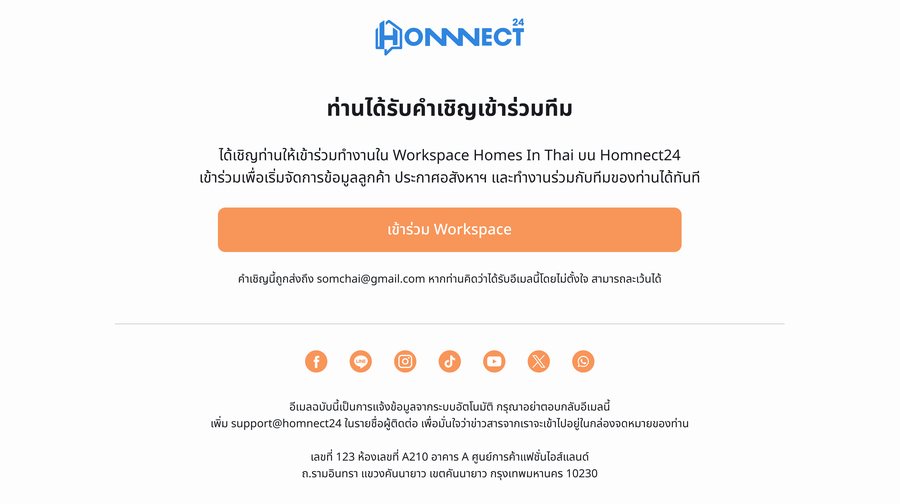 HONNNECT 24
ท่านได้รับคำเชิญเข้าร่วมทีม
ได้เชิญท่านให้เข้าร่วมทำงานใน Workspace Homes In Thai บน Homnect24
เข้าร่วมเพื่อเริ่มจัดการข้อมูลลูกค้า ประกาศอสังหาฯ และทำงานร่วมกับทีมของท่านได้ทันที
เข้าร่วม Workspace
คำเชิญนี้ถูกส่งถึง somchai@gmail.com หากท่านคิดว่าได้รับอีเมลนี้โดยไม่ตั้งใจ สามารถละเว้นได้
LINE
อีเมลฉบับนี้เป็นการแจ้งข้อมูลจากระบบอัตโนมัติ กรุณาอย่าตอบกลับอีเมลนี้
เพิ่ม support@homnect24 ในรายชื่อผู้ติดต่อ เพื่อมั่นใจว่าข่าวสารจากเราจะเข้าไปอยู่ในกล่องจดหมายของท่าน
เลขที่ 123 ห้องเลขที่ A210 อาคาร A ศูนย์การค้าแฟชั่นไอส์แลนด์
ถ.รามอินทรา แขวงคันนายาว เขตคันนายาว กรุงเทพมหานคร 10230